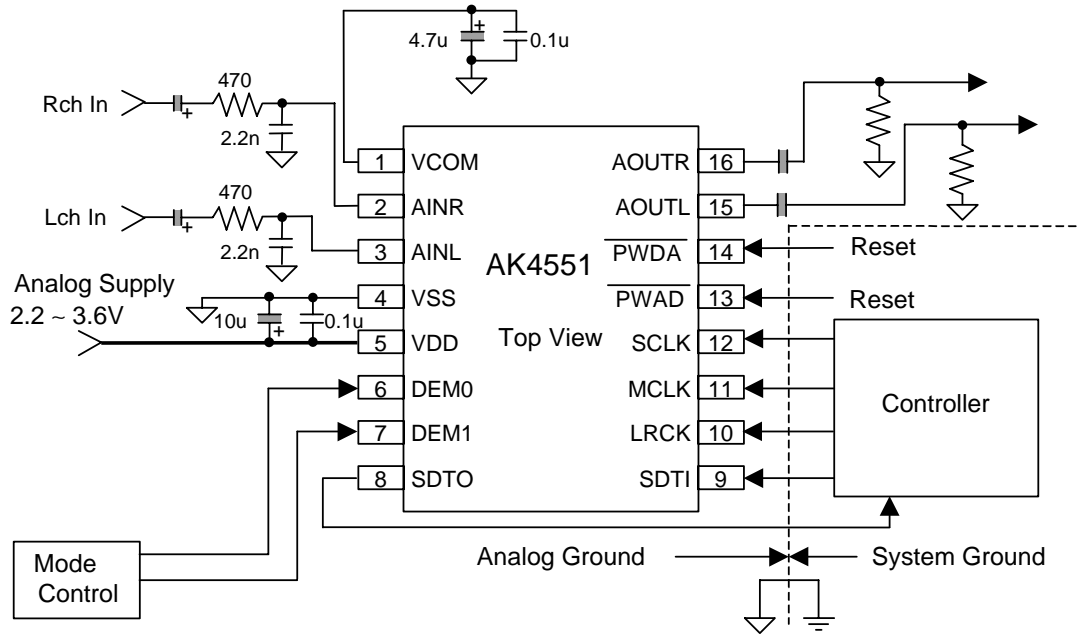 4.7u
+
0.1u
470
Rch In
+
2.2n
470
Lch In
+
2.2n
Analog Supply
2.2 ~ 3.6V
10u
+
0.1u
AK4551
Top View
1 VCOM
2 AINR
3 AINL
4 VSS
5 VDD
6 DEM0
7 DEM1
8 SDTO
AOUTR 16
AOUTL 15
PWDA 14
PWAD 13
SCLK 12
MCLK 11
LRCK 10
SDTI 9
Reset
Reset
Controller
Mode
Control
Analog Ground
System Ground